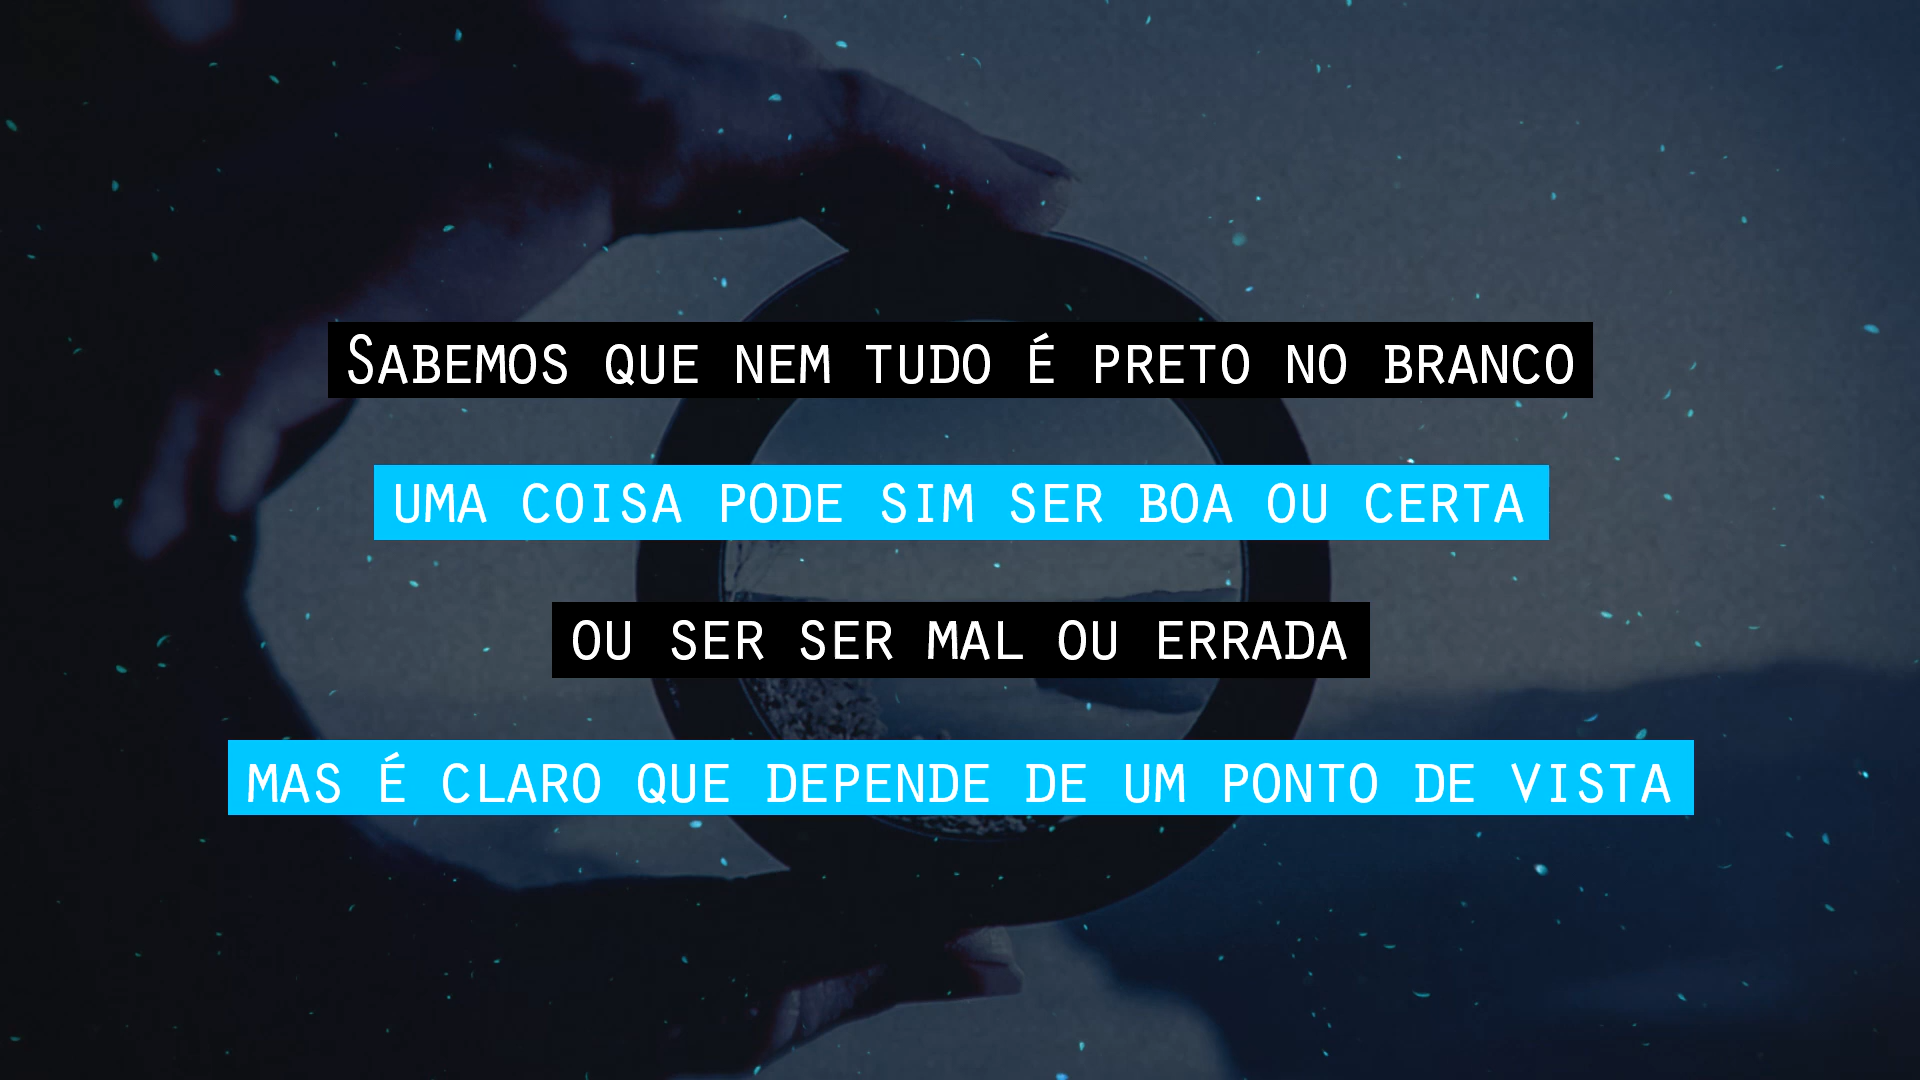 Sabemos que nem tudo é preto no branco
uma coisa pode sim ser boa ou certa
ou ser ser mal ou errada
mas é claro que depende de um ponto de vista